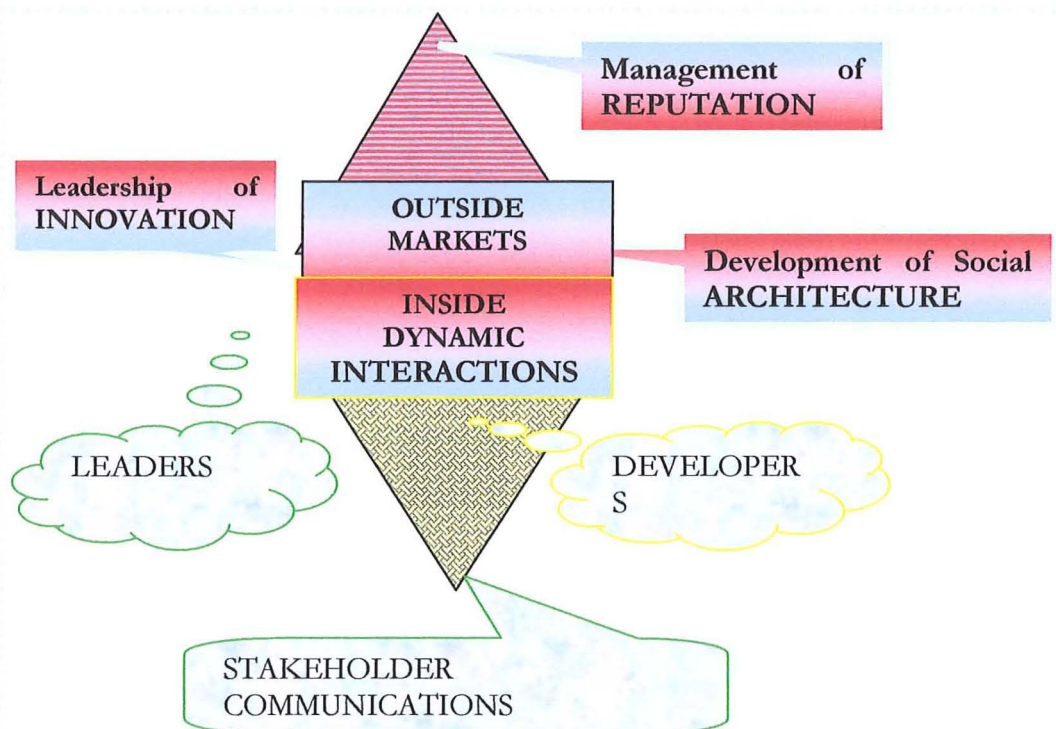 Management of
REPUTATION
Leadership of
INNOVATION
OUTSIDE
MARKETS
Development of Social
ARCHITECTURE
INSIDE
DYNAMIC
INTERACTIONS
LEADERS
DEVELOPER
S
STAKEHOLDER
COMMUNICATIONS